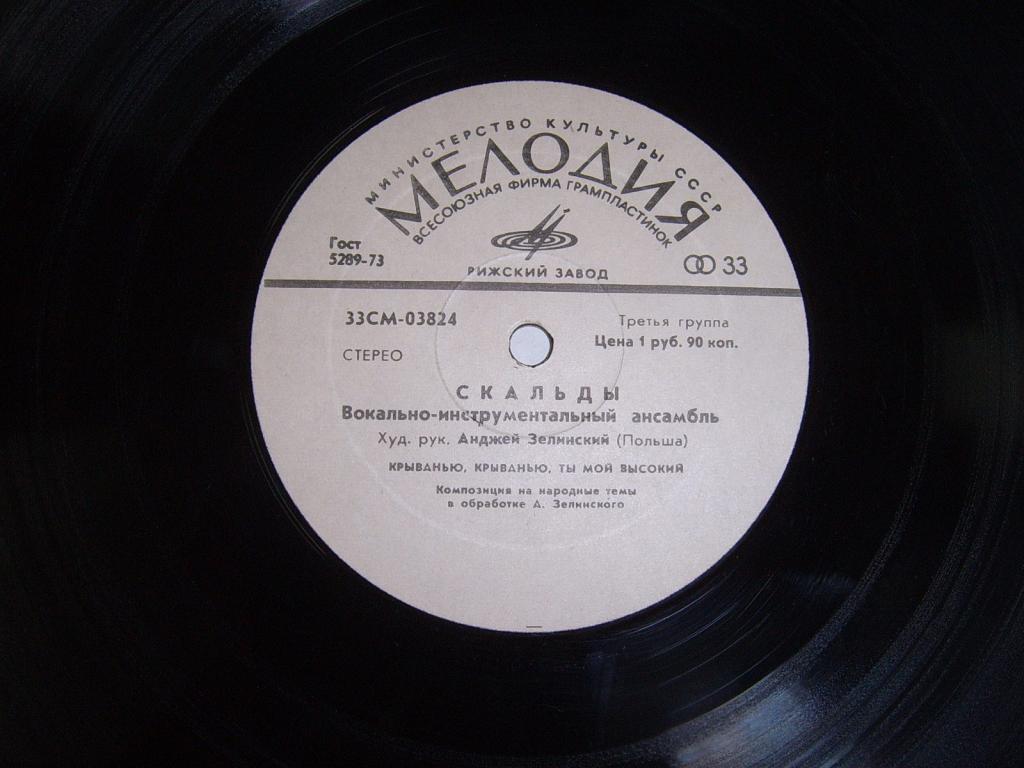 МИНИСТЕРСТВО КУЛЬТУРЫ СССР
МЕЛОДИЯ
ВСЕСОЮЗНАЯ ФИРМА ГРАМПЛАСТИНОК
Гост
5289-73
РИЖСКИЙ ЗАВОД
33
33СМ-03824
Третья группа
Цена 1 руб. 90 коп.
СТЕРЕО
СКАЛЬДЫ
Вокально-инструментальный ансамбль
Худ. рук. Анджей Зелинский (Польша)
КРЫВАНЬЮ, КРЫВАНЬЮ, ТЫ МОЙ ВЫСОКИЙ
Композиция на народные темы
в обработке А. Зелинского